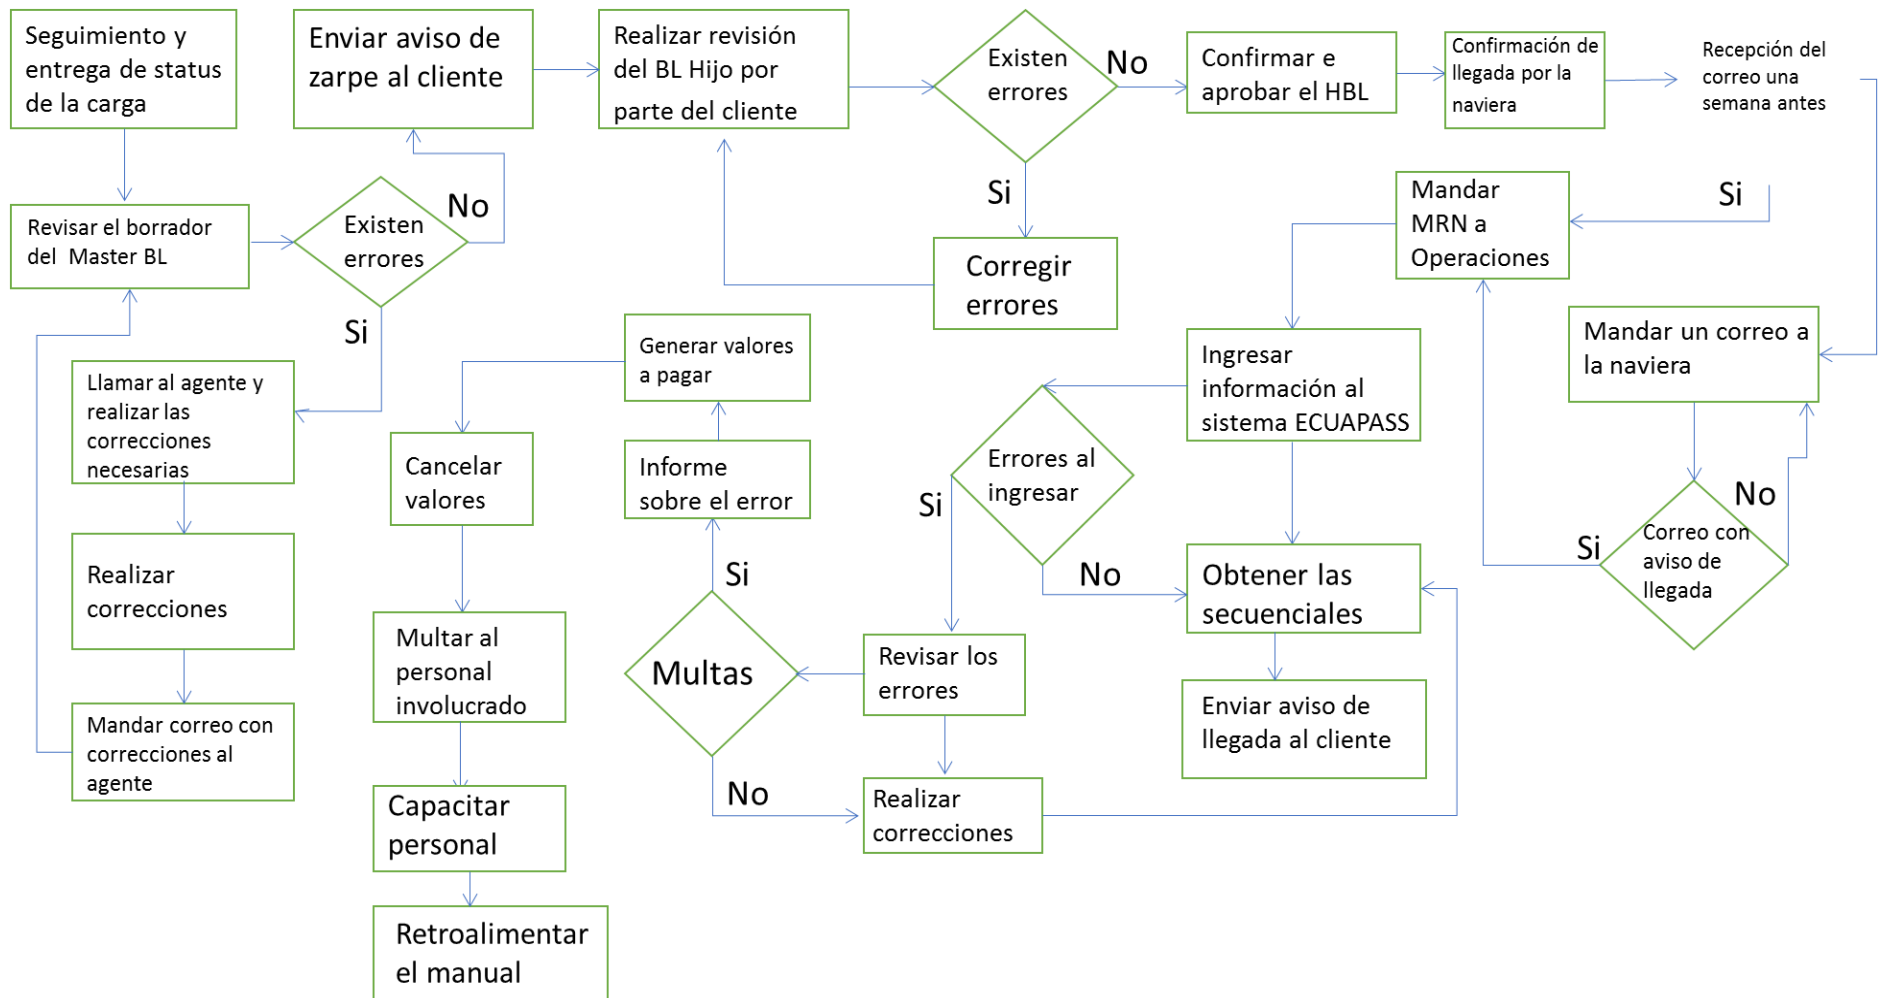 Seguimiento y
entrega de status
de la carga
Enviar aviso de
zarpe al cliente
Realizar revisión
del BL Hijo por
parte del cliente
Existen
errores
No
Confirmar e
aprobar el HBL
Confirmación de
llegada por la
naviera
Recepción del
correo una
semana antes
Si
Corregir
errores
Revisar el borrador
del Master BL
Existen
errores
No
Si
Llamar al agente y
realizar las
correcciones
necesarias
Realizar
correcciones
Mandar correo con
correcciones al
agente
Si
Mandar
MRN a
Operaciones
Mandar un correo a
la naviera
Correo con
aviso de
llegada
No
Si
Ingresar
información al
sistema ECUAPASS
Errores al
ingresar
Si
No
Obtener las
secuenciales
Enviar aviso de
llegada al cliente
Revisar los
errores
Realizar
correcciones
Multas
Si
No
Informe
sobre el error
Generar valores
a pagar
Cancelar
valores
Multar al
personal
involucrado
Capacitar
personal
Retroalimentar
el manual